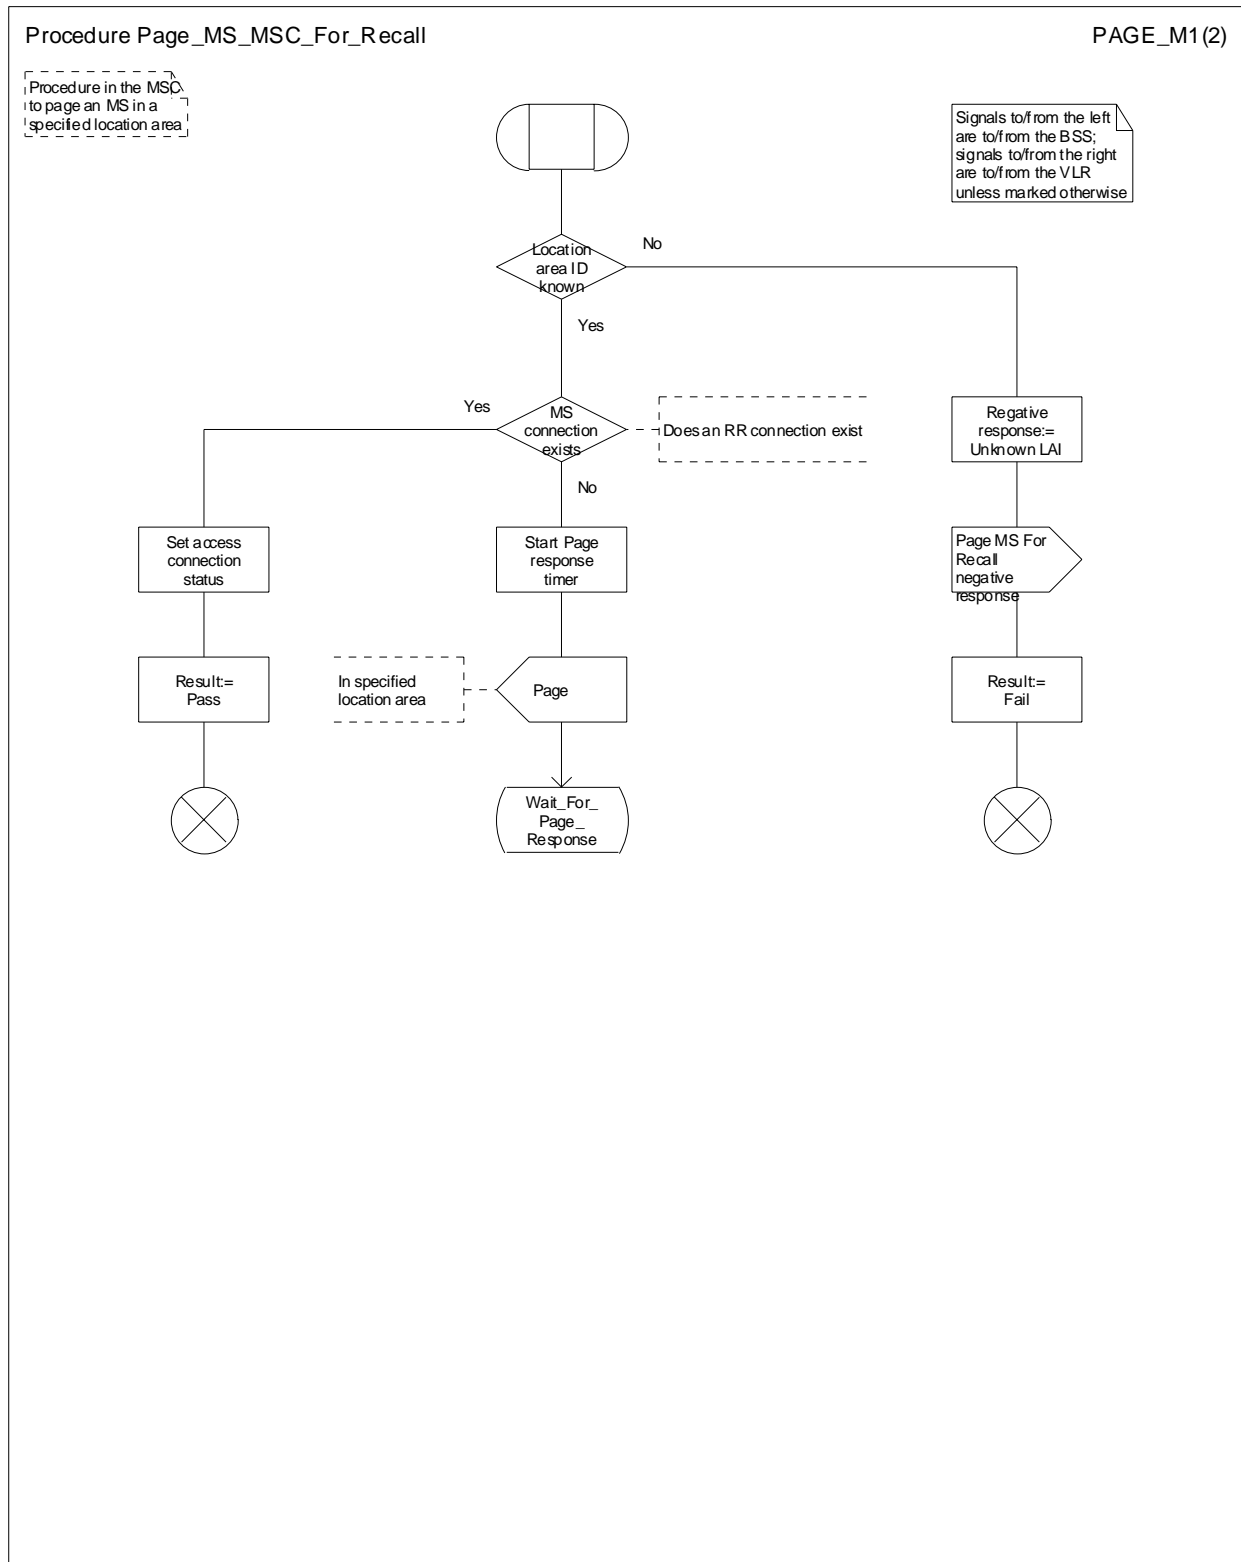 Procedure Page_MS_MSC_For_Recall
PAGE_M1(2)
Procedure in the MSC
to page an MS in a
specified location area
Signals to/from the left
are to/from the BSS;
signals to/from the right
are to/from the VLR
unless marked otherwise
Location
area ID
known
No
Yes
MS
connection
exists
Yes
Does an RR connection exist
No
Regative
response:=
Unknown LAI
Set access
connection
status
Start Page
response
timer
Page MS For
Recall
negative
response
Result:=
Pass
In specified
location area
Page
Result:=
Fail
Wait_For_
Page_
Response